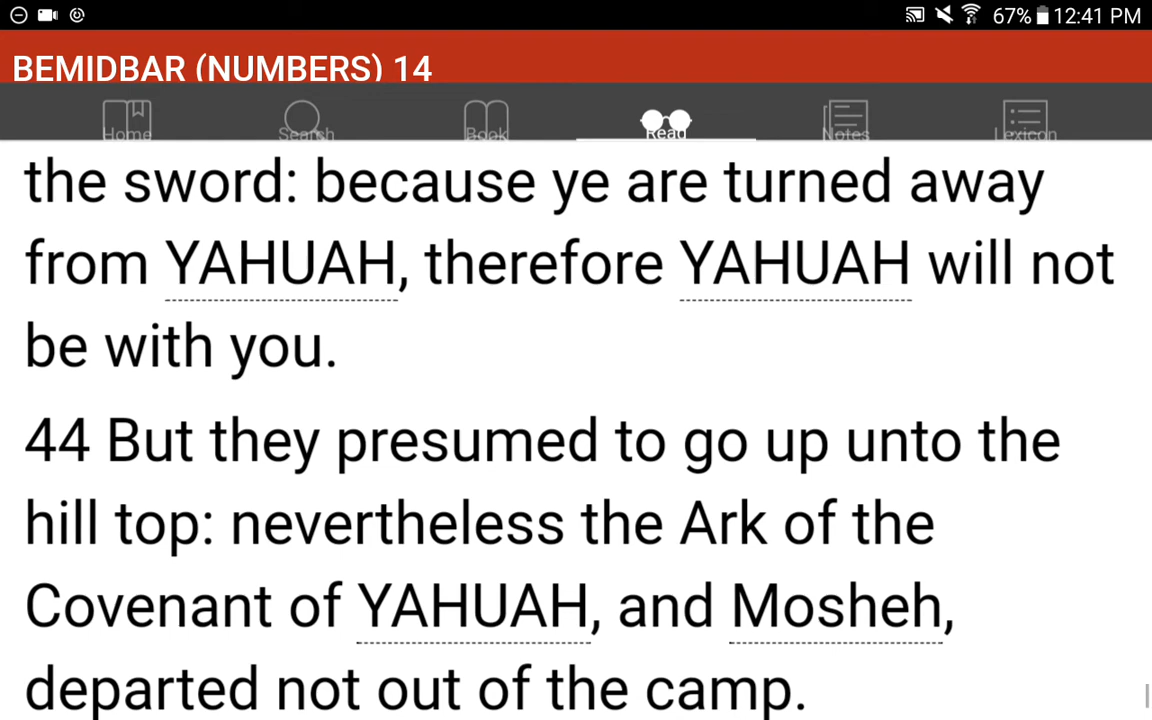 67% 12:41 PM
BEMIDBAR (NUMBERS) 14
Home Search Book Read Notes Lexicon
the sword: because ye are turned away
from YAHUAH, therefore YAHUAH will not
be with you.
44 But they presumed to go up unto the
hill top: nevertheless the Ark of the
Covenant of YAHUAH, and Mosheh,
departed not out of the camp.